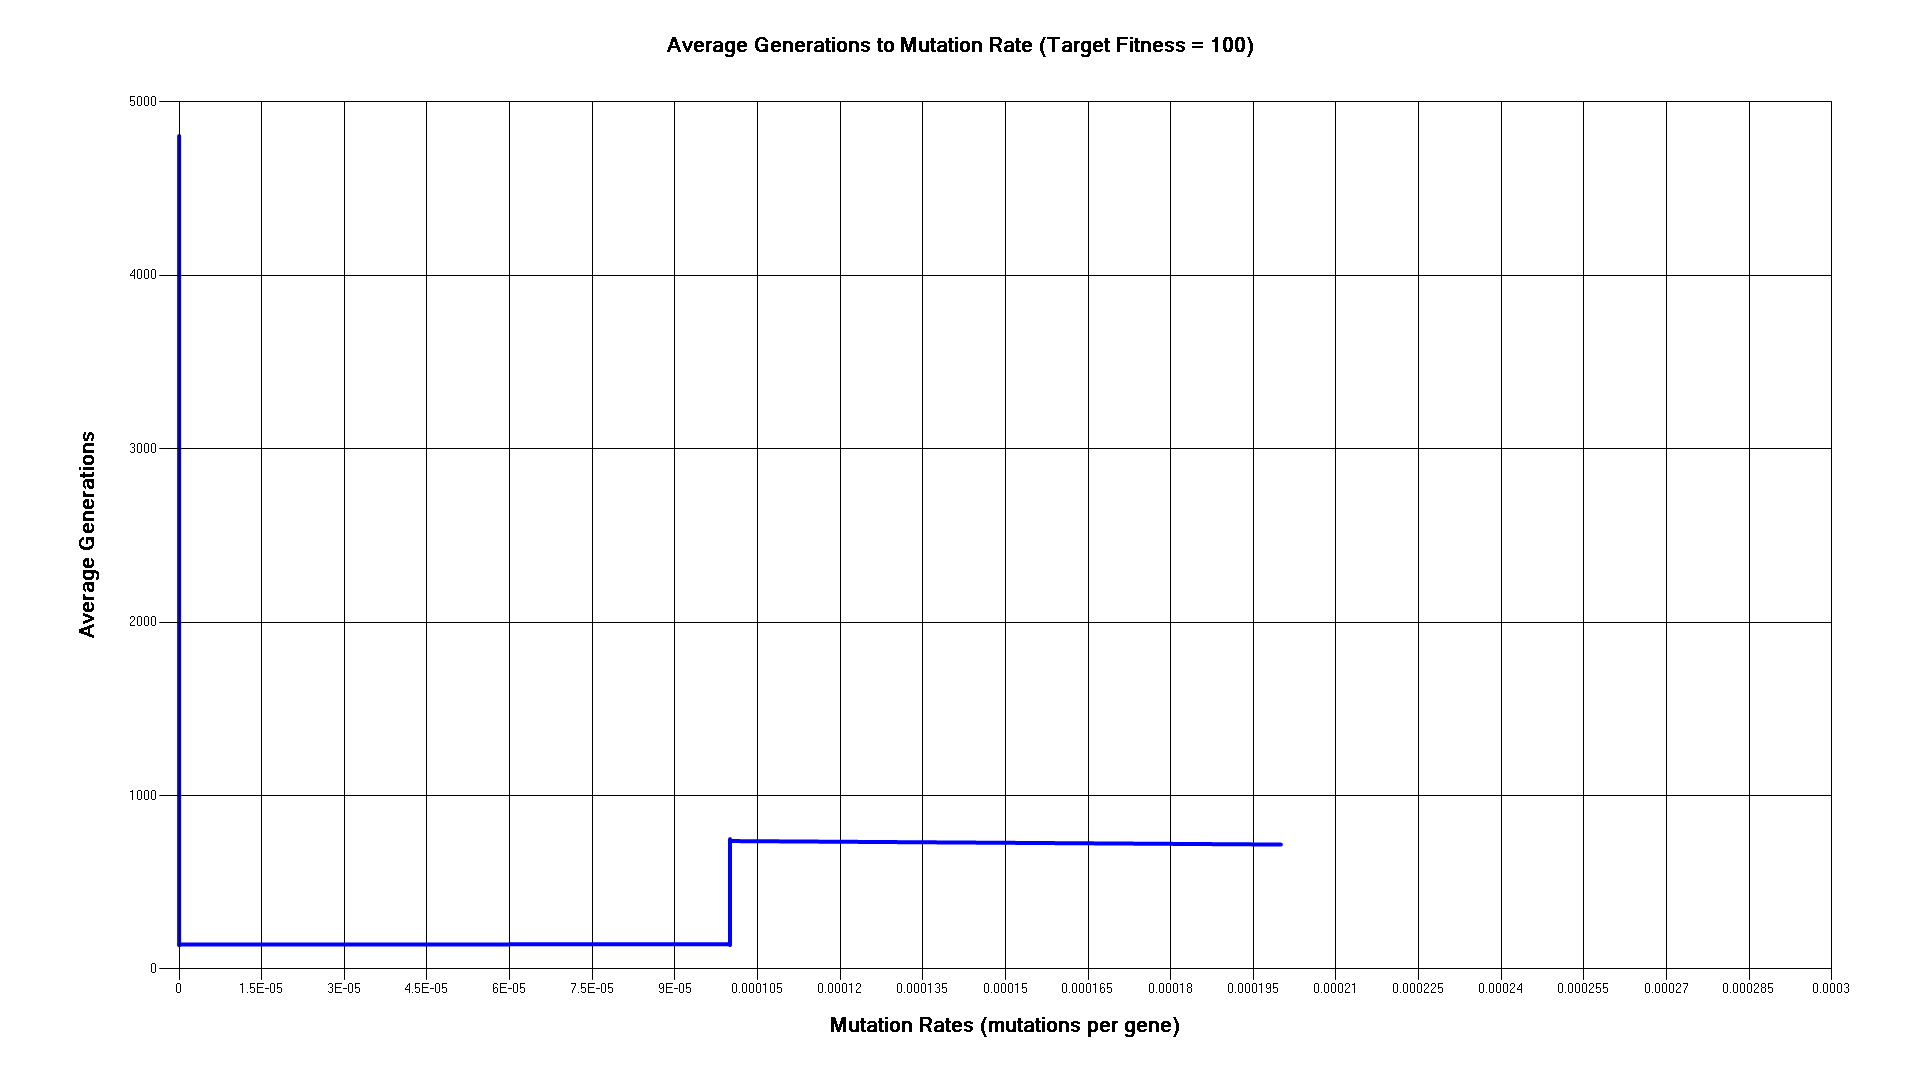 Average Generations to Mutation Rate (Target Fitness = 100)
5000
4000
3000
2000
1000
0
Average Generations
0 1.5E-05 3E-05 4.5E-05 6E-05 7.5E-05 9E-05 0.000105 0.00012 0.000135 0.00015 0.000165 0.00018 0.000195 0.00021 0.000225 0.00024 0.000255 0.00027 0.000285 0.0003
Mutation Rates (mutations per gene)